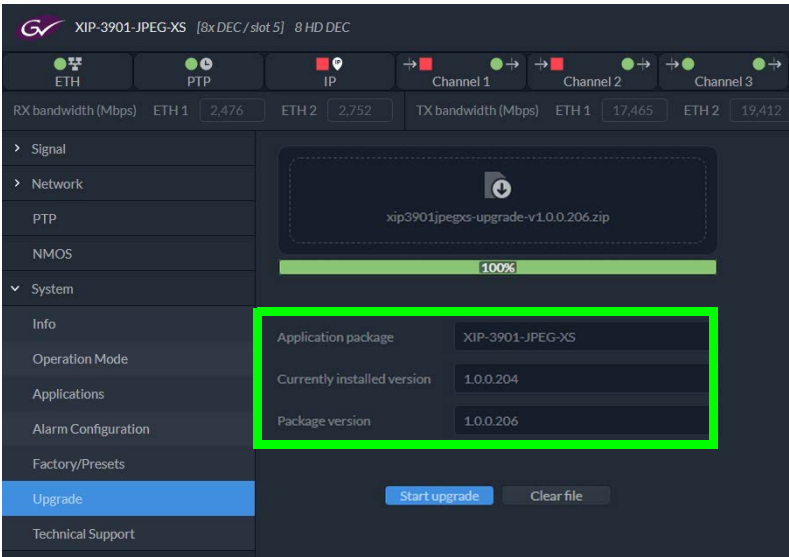 GV XIP-3901-JPEG-XS [8x DEC / slot 5] 8 HD DEC
ETH PTP IP Channel 1 Channel 2 Channel 3
RX bandwidth (Mbps) ETH 1 2,476 ETH 2 2,752 TX bandwidth (Mbps) ETH 1 17,465 ETH 2 19,412
Signal
Network
PTP
NMOS
System
Info
Operation Mode
Applications
Alarm Configuration
Factory/Presets
Upgrade
Technical Support
xip3901jpegxs-upgrade-v1.0.0.206.zip
100%
Application package XIP-3901-JPEG-XS
Currently installed version 1.0.0.204
Package version 1.0.0.206
Start upgrade Clear file